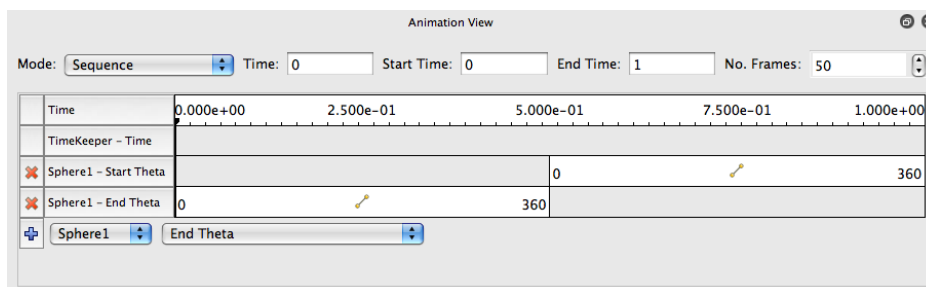 Animation View
Mode: Sequence Time: 0 Start Time: 0 End Time: 1 No. Frames: 50
Time 0.000e+00 2.500e-01 5.000e-01 7.500e-01 1.000e+00
TimeKeeper - Time
Sphere1 - Start Theta 0 360
Sphere1 - End Theta 0 360
Sphere1 End Theta